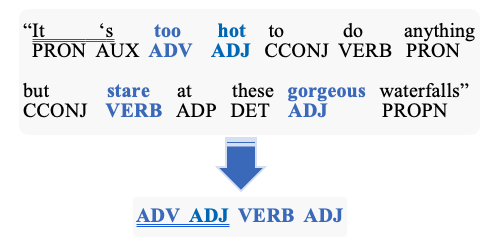 “It ‘s too hot to do anything
PRON AUX ADV ADJ CCONJ VERB PRON
but stare at these gorgeous waterfalls”
CCONJ VERB ADP DET ADJ PROPN
ADV ADJ VERB ADJ